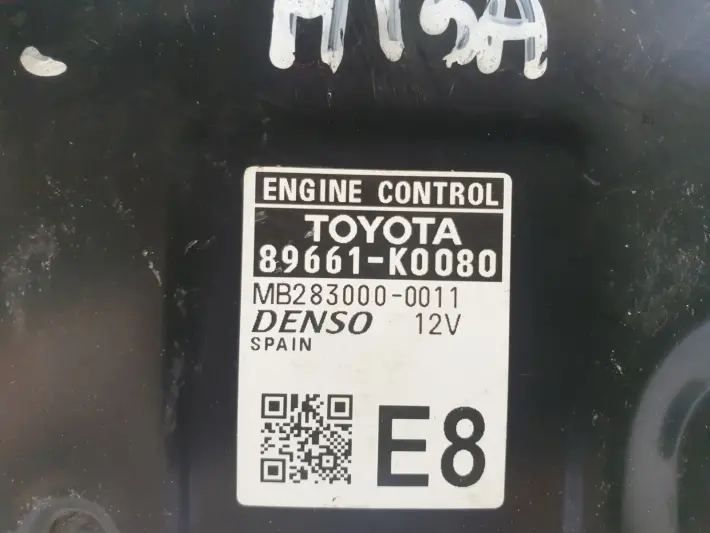 ENGINE CONTROL
TOYOTA
89661-K0080
MB283000-0011
DENSO 12V
SPAIN
E8